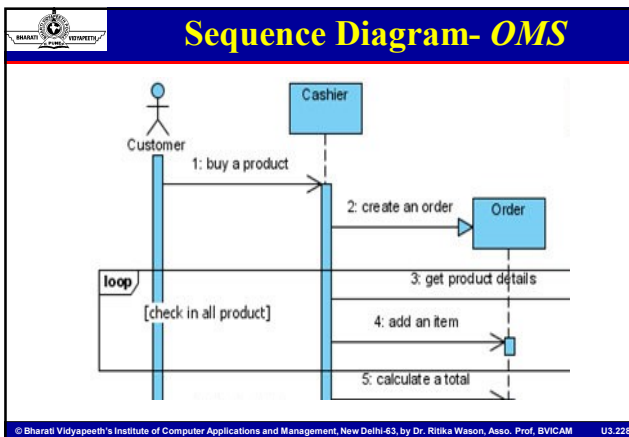 BHARATI VIDYAPEETH
PUNE
Sequence Diagram- OMS
Cashier
Customer
1: buy a product
2: create an order
Order
loop
3: get product details
[check in all product]
4: add an item
5: calculate a total
© Bharati Vidyapeeth's Institute of Computer Applications and Management, New Delhi-63, by Dr. Ritika Wason, Asso. Prof, BVICAM U3.228